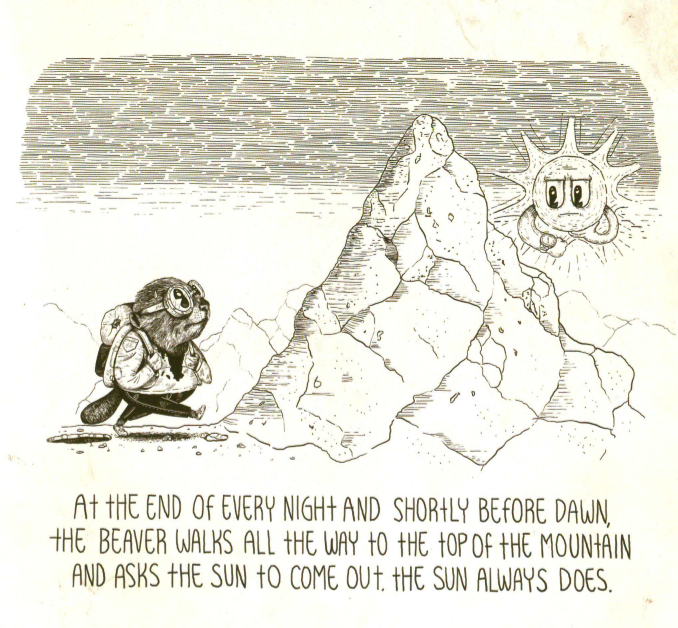 At tHE END OF EVERY NIGHt AND SHORtLY BEFORE DAWN,
tHE BEAVER WALKS ALL tHE WAY tO tHE tOP OF tHE MOUNtAIN
AND ASKS tHE SUN tO COME OUt. tHE SUN ALWAYS DOES.